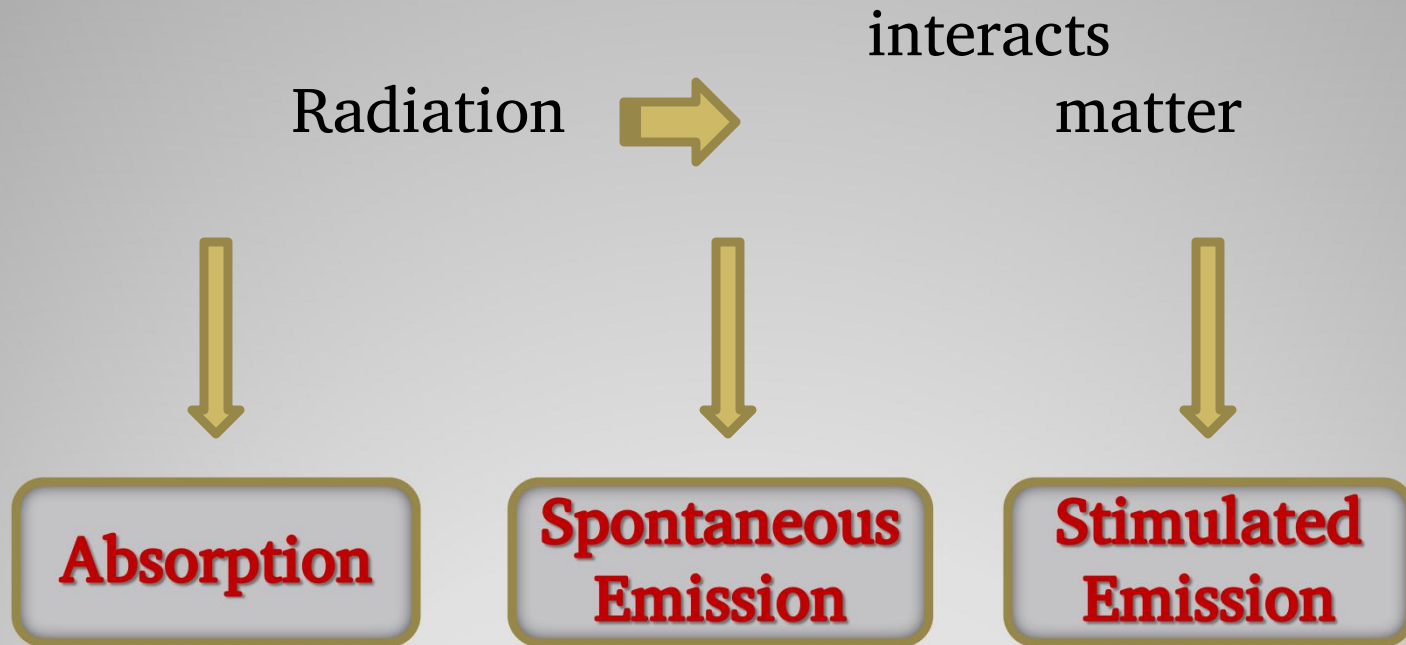 interacts
Radiation matter
Absorption
Spontaneous
Emission
Stimulated
Emission